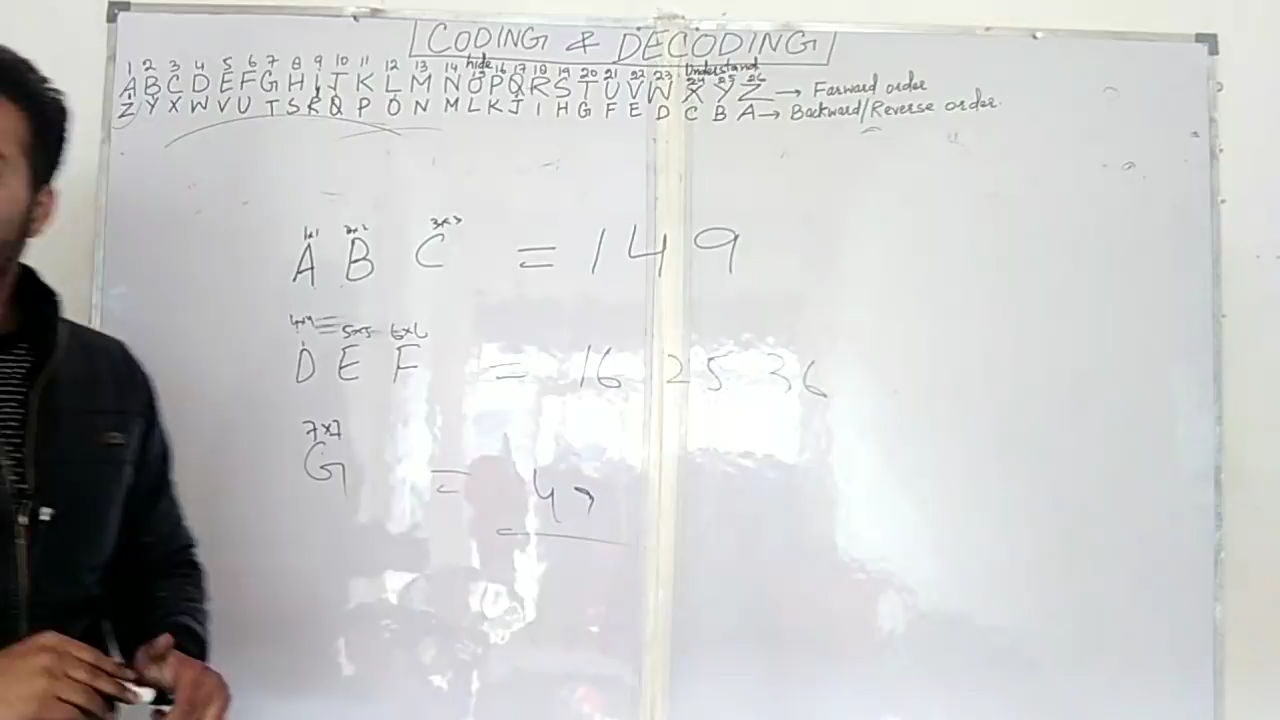 CODING & DECODING
1 2 3 4 5 6 7 8 9 10 11 12 13 14 15 16 17 18 19 20 21 22 23 24 25 26
hide Understand
A B C D E F G H I J K L M N O P Q R S T U V W X Y Z → Farward order
Z Y X W V U T S R Q P O N M L K J I H G F E D C B A → Backward/Reverse order.
1×1 2×2 3×3
A B C = 1 4 9
4×4 5×5 6×6
D E F = 16 25 36
7×7
G =